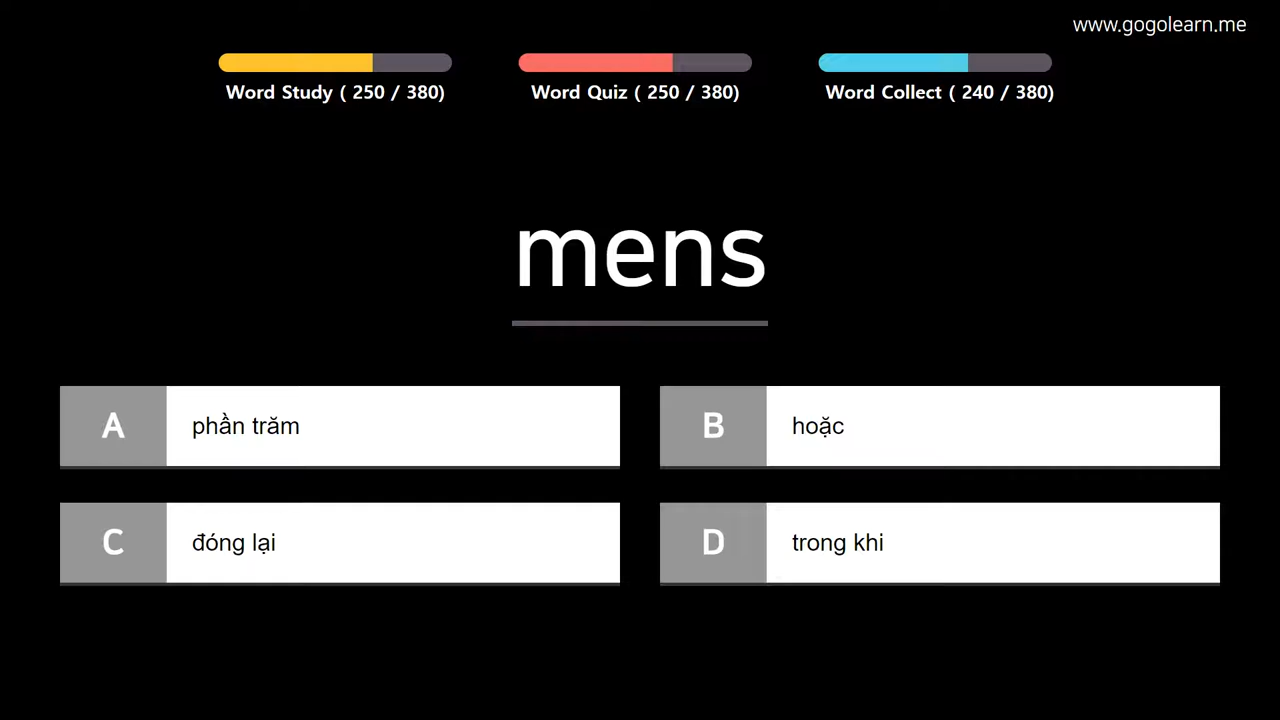 www.gogolearn.me
Word Study ( 250 / 380)
Word Quiz ( 250 / 380)
Word Collect ( 240 / 380)
mens
A phần trăm
B hoặc
C đóng lại
D trong khi